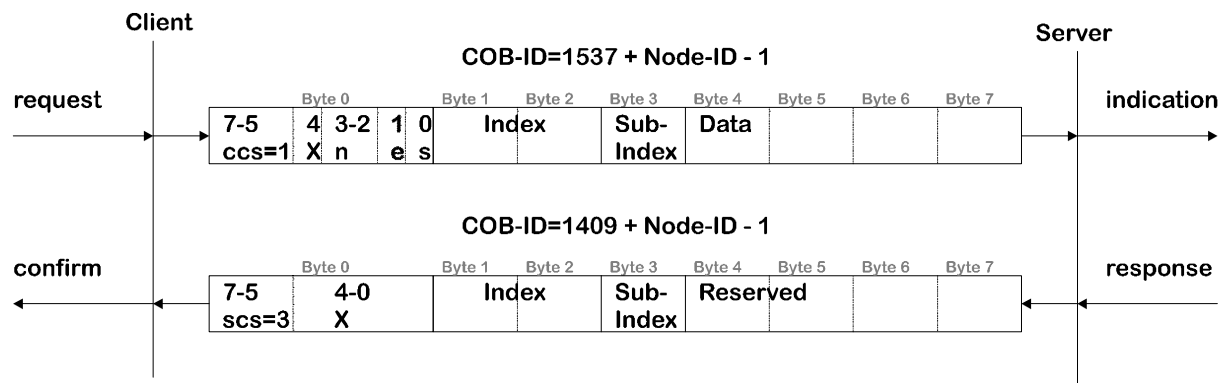 Client
Server
COB-ID=1537 + Node-ID - 1
request
indication
Byte 0 Byte 1 Byte 2 Byte 3 Byte 4 Byte 5 Byte 6 Byte 7
7-5 4 3-2 1 0 Index Sub- Data
ccs=1 X n e s Index
COB-ID=1409 + Node-ID - 1
confirm
response
Byte 0 Byte 1 Byte 2 Byte 3 Byte 4 Byte 5 Byte 6 Byte 7
7-5 4-0 Index Sub- Reserved
scs=3 X Index